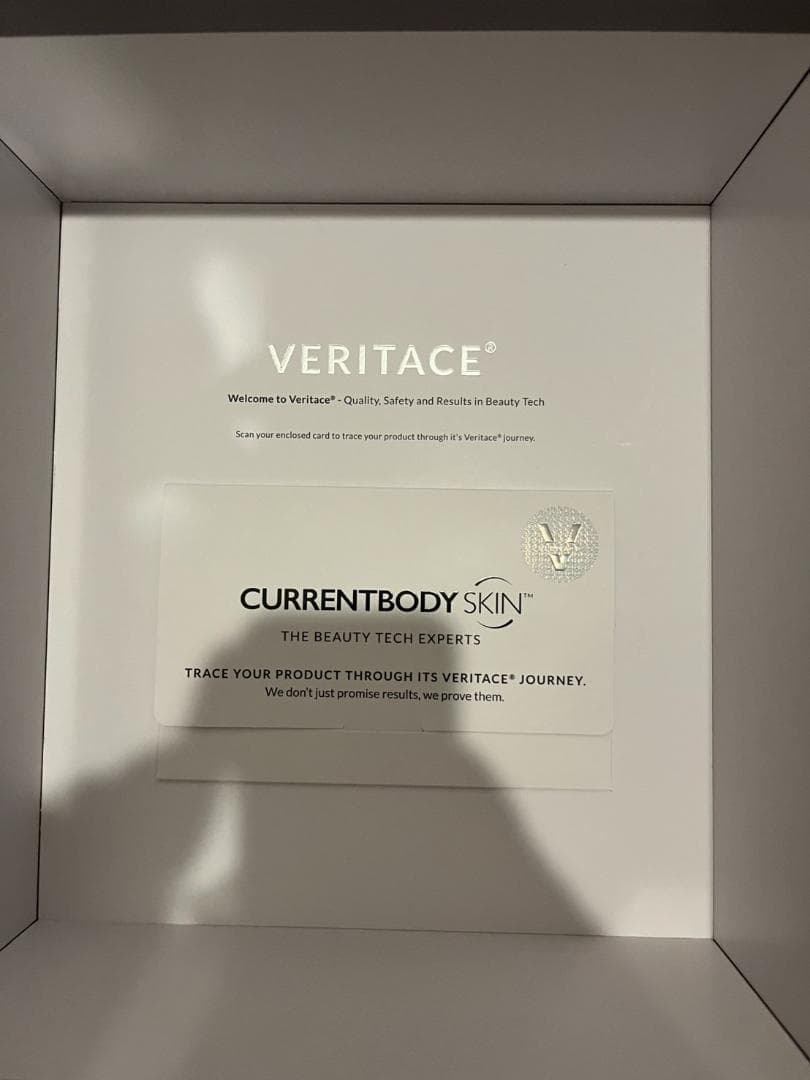 VERITACE®
Welcome to Veritace® - Quality, Safety and Results in Beauty Tech
Scan your enclosed card to trace your product through it's Veritace® journey.
V
CURRENTBODY SKIN™
THE BEAUTY TECH EXPERTS
TRACE YOUR PRODUCT THROUGH ITS VERITACE® JOURNEY.
We don't just promise results, we prove them.